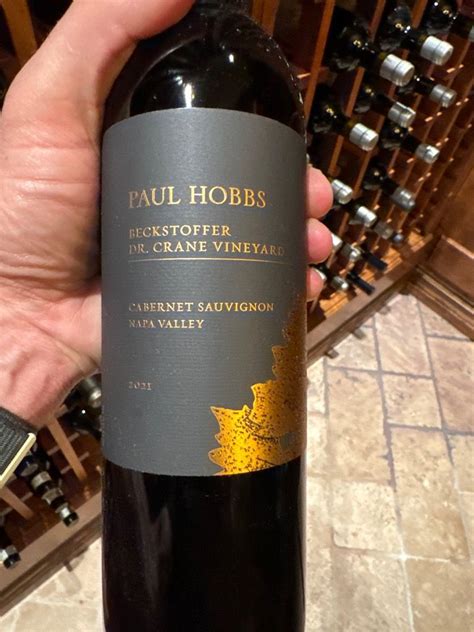 PAUL HOBBS
BECKSTOFFER
DR. CRANE VINEYARD
CABERNET SAUVIGNON
NAPA VALLEY
2021